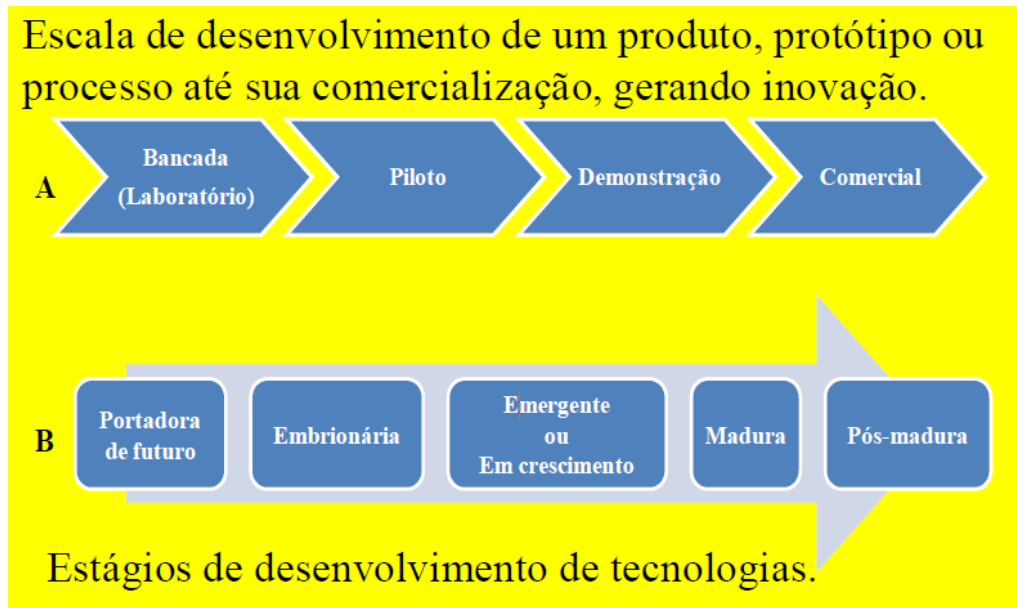 Escala de desenvolvimento de um produto, protótipo ou
processo até sua comercialização, gerando inovação.
A
Bancada
(Laboratório)
Piloto
Demonstração
Comercial
B
Portadora
de futuro
Embrionária
Emergente
ou
Em crescimento
Madura
Pós-madura
Estágios de desenvolvimento de tecnologias.